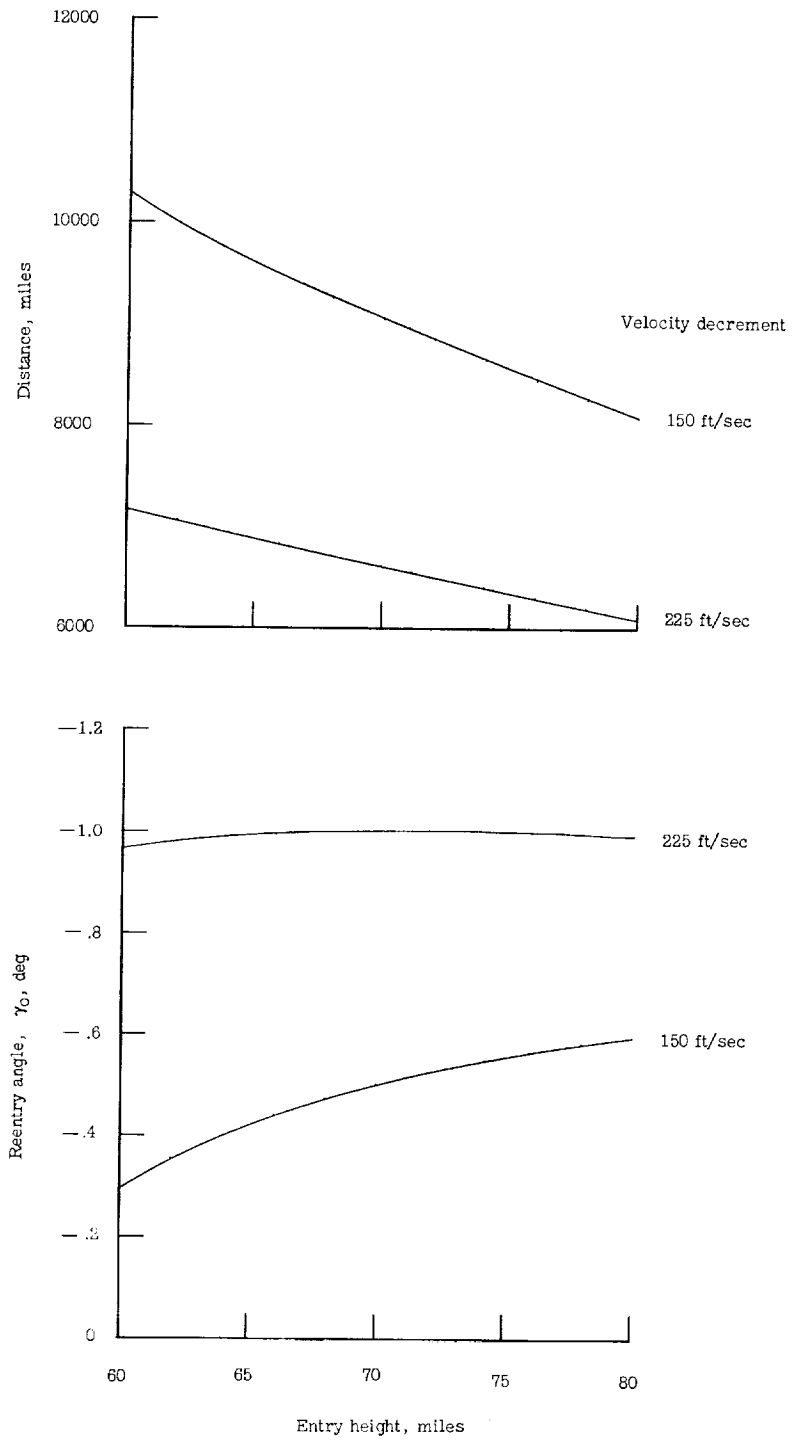 12000
10000
8000
6000
Distance, miles
Velocity decrement
150 ft/sec
225 ft/sec
—1.2
—1.0
— .8
— .6
— .4
— .2
0
Reentry angle, γₒ, deg
225 ft/sec
150 ft/sec
60 65 70 75 80
Entry height, miles